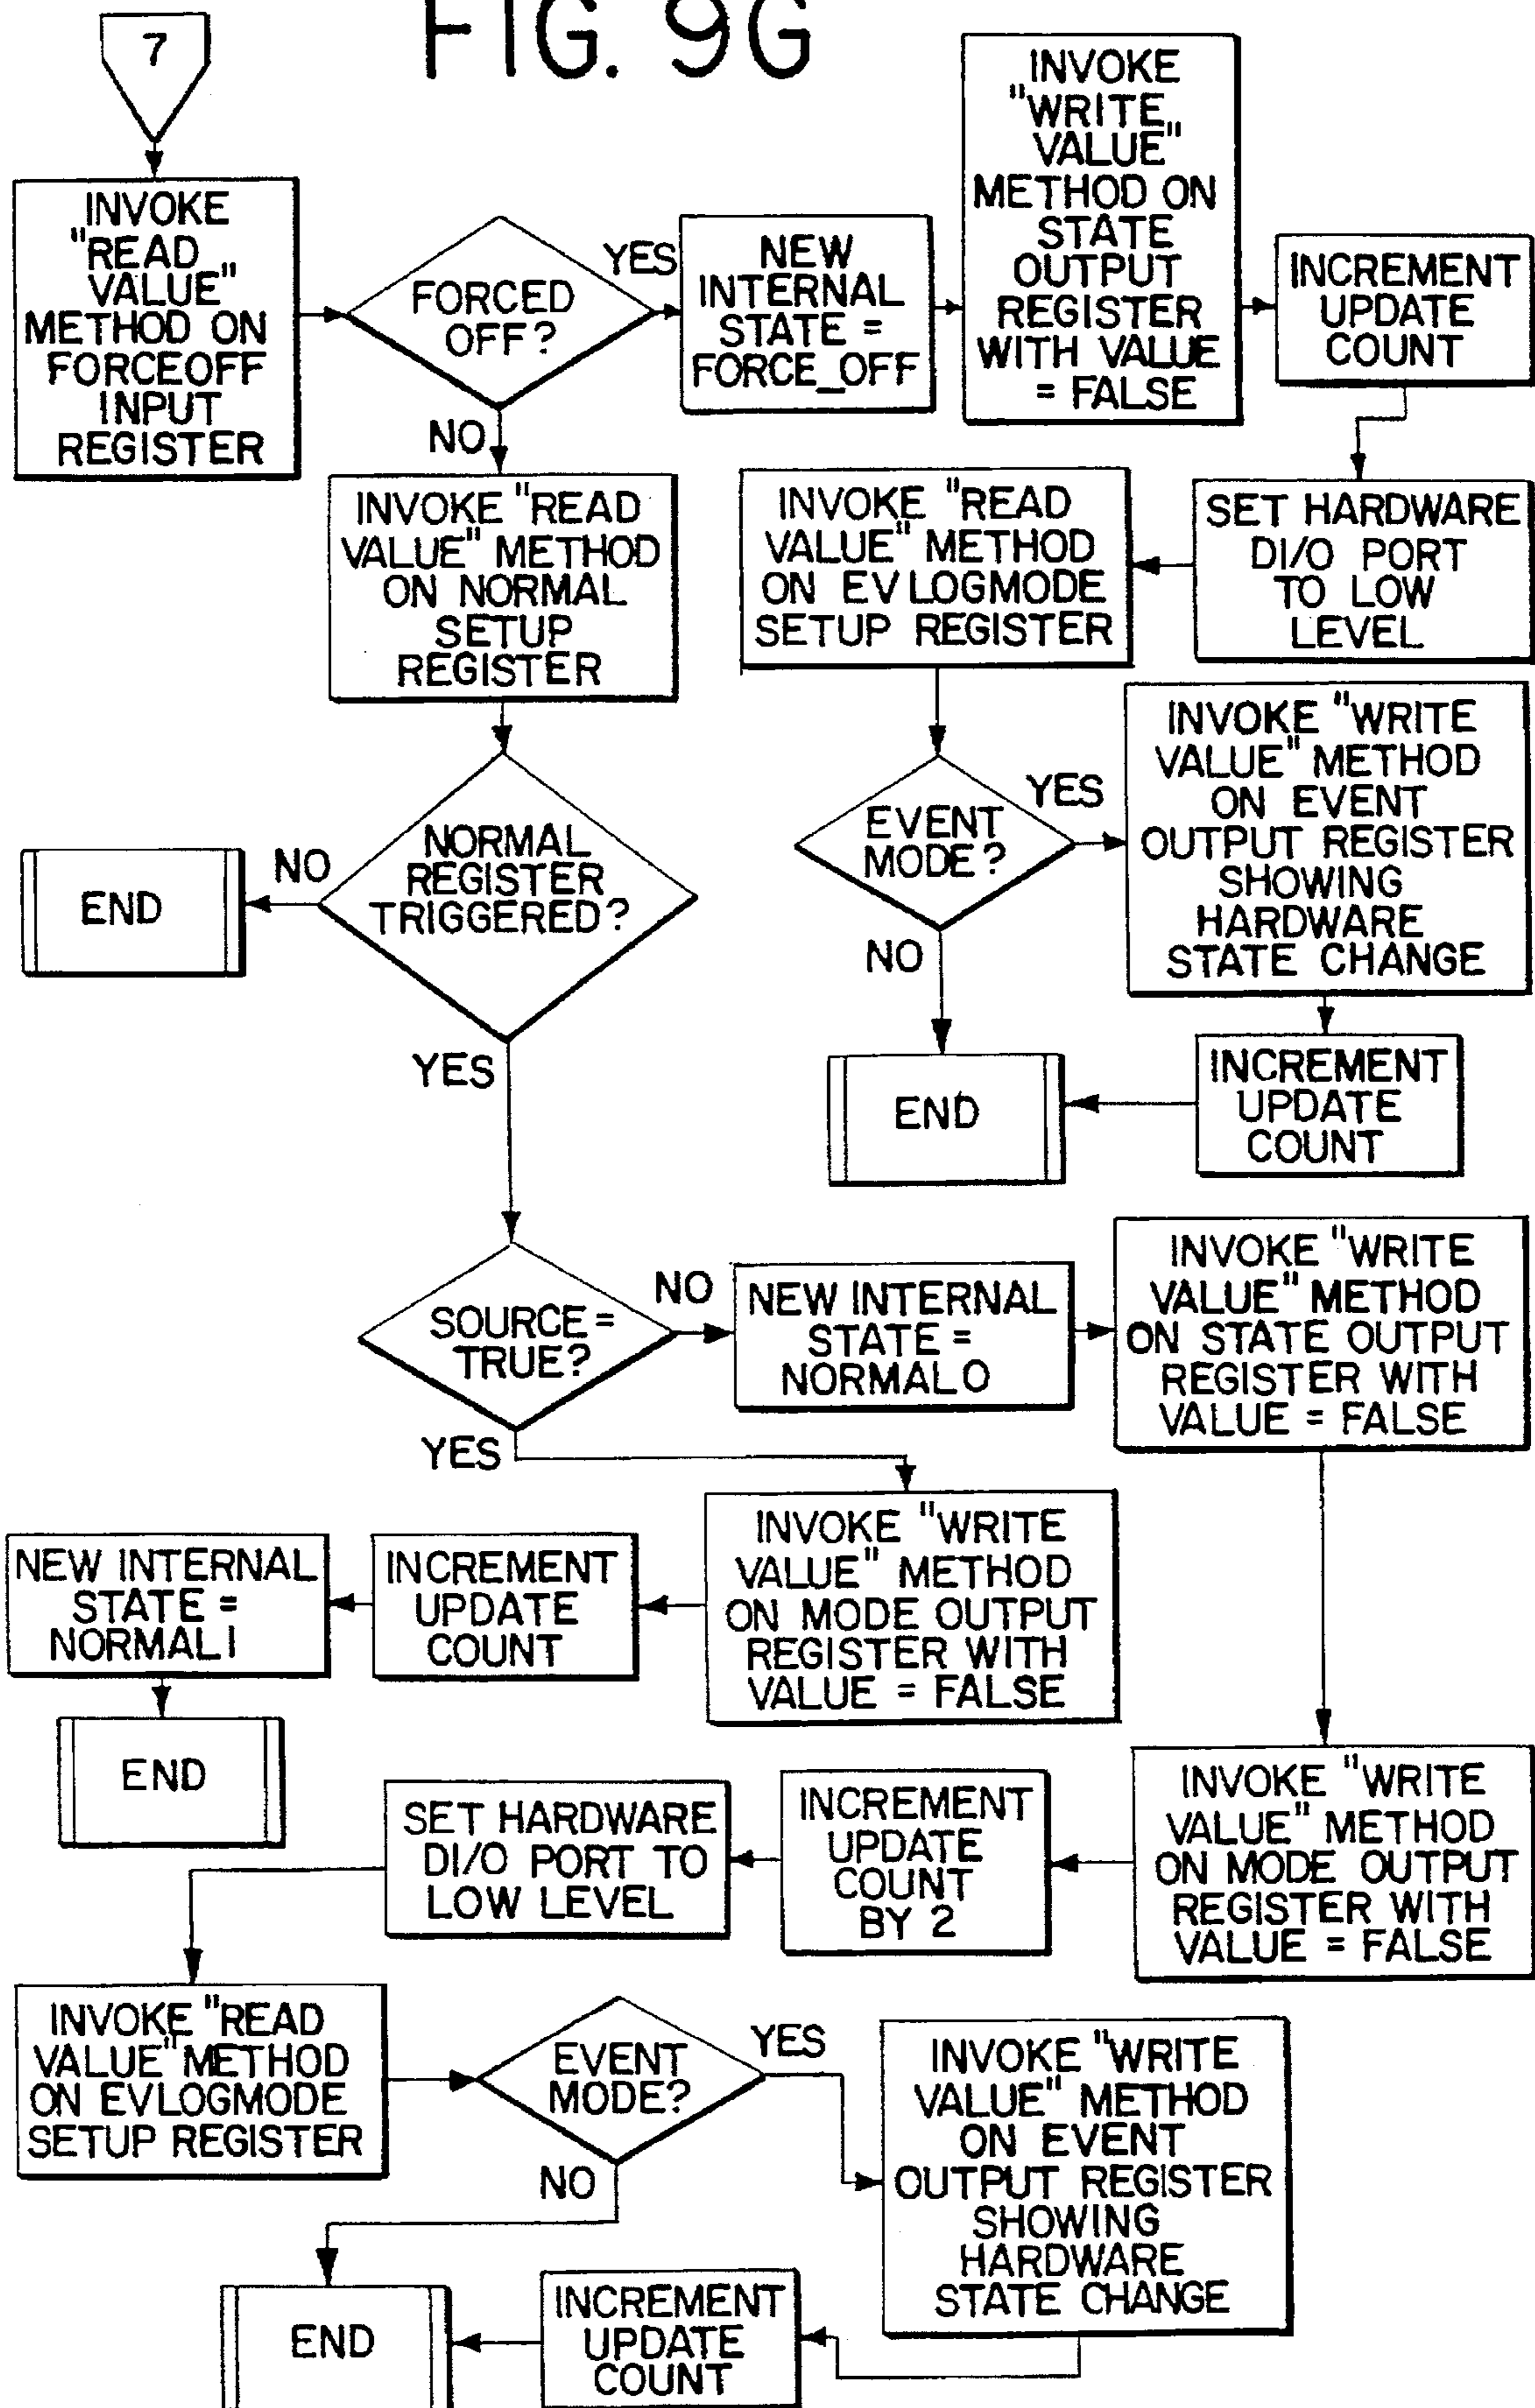 FIG. 9G
7
INVOKE
"READ
VALUE"
METHOD ON
FORCEOFF
INPUT
REGISTER
FORCED
OFF?
YES
NO
NEW
INTERNAL
STATE =
FORCE_OFF
INVOKE
"WRITE
VALUE"
METHOD ON
STATE
OUTPUT
REGISTER
WITH VALUE
= FALSE
INCREMENT
UPDATE
COUNT
SET HARDWARE
DI/O PORT
TO LOW
LEVEL
INVOKE "READ
VALUE" METHOD
ON EVLOGMODE
SETUP REGISTER
INVOKE "READ
VALUE" METHOD
ON NORMAL
SETUP
REGISTER
EVENT
MODE?
YES
NO
INVOKE "WRITE
VALUE" METHOD
ON EVENT
OUTPUT REGISTER
SHOWING
HARDWARE
STATE CHANGE
INCREMENT
UPDATE
COUNT
END
NORMAL
REGISTER
TRIGGERED?
NO
END
YES
SOURCE =
TRUE?
NO
NEW INTERNAL
STATE =
NORMAL0
INVOKE "WRITE
VALUE" METHOD
ON STATE OUTPUT
REGISTER WITH
VALUE = FALSE
YES
INVOKE "WRITE
VALUE" METHOD
ON MODE OUTPUT
REGISTER WITH
VALUE = FALSE
INCREMENT
UPDATE
COUNT
NEW INTERNAL
STATE =
NORMAL1
END
INVOKE "WRITE
VALUE" METHOD
ON MODE OUTPUT
REGISTER WITH
VALUE = FALSE
INCREMENT
UPDATE
COUNT
BY 2
SET HARDWARE
DI/O PORT TO
LOW LEVEL
INVOKE "READ
VALUE" METHOD
ON EVLOGMODE
SETUP REGISTER
EVENT
MODE?
YES
NO
INVOKE "WRITE
VALUE" METHOD
ON EVENT
OUTPUT REGISTER
SHOWING
HARDWARE
STATE CHANGE
INCREMENT
UPDATE
COUNT
END